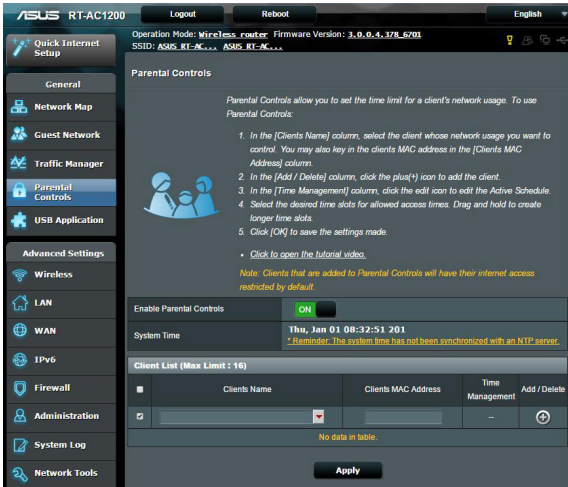 ASUS RT-AC1200
Logout
Reboot
English
Quick Internet
Setup
Operation Mode: Wireless router Firmware Version: 3.0.0.4.378_6701
SSID: ASUS RT-AC... ASUS RT-AC...
General
Network Map
Guest Network
Traffic Manager
Parental
Controls
USB Application
Advanced Settings
Wireless
LAN
WAN
IPv6
Firewall
Administration
System Log
Network Tools
Parental Controls
Parental Controls allow you to set the time limit for a client's network usage. To use
Parental Controls:
1. In the [Clients Name] column, select the client whose network usage you want to
control. You may also key in the clients MAC address in the [Clients MAC
Address] column.
2. In the [Add / Delete] column, click the plus(+) icon to add the client.
3. In the [Time Management] column, click the edit icon to edit the Active Schedule.
4. Select the desired time slots for allowed access times. Drag and hold to create
longer time slots.
5. Click [OK] to save the settings made.
• Click to open the tutorial video.
Note: Clients that are added to Parental Controls will have their internet access
restricted by default.
Enable Parental Controls
ON
System Time
Thu, Jan 01 08:32:51 201
* Reminder: The system time has not been synchronized with an NTP server.
Client List (Max Limit : 16)
Clients Name
Clients MAC Address
Time
Management
Add / Delete
--
No data in table.
Apply